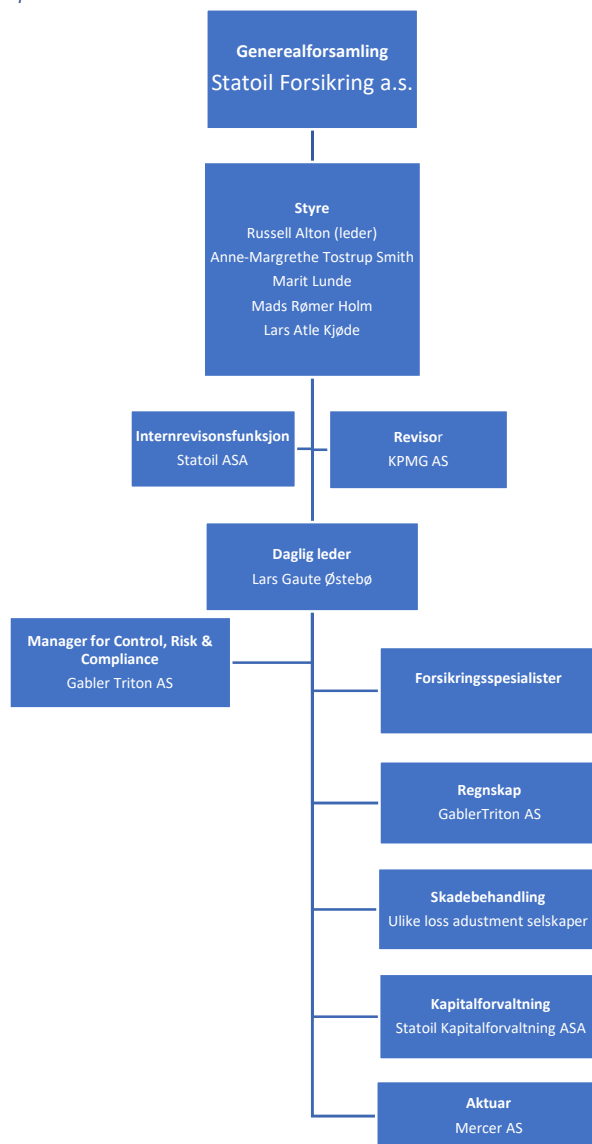 Generealforsamling
Statoil Forsikring a.s.
Styre
Russell Alton (leder)
Anne-Margrethe Tostrup Smith
Marit Lunde
Mads Rømer Holm
Lars Atle Kjøde
Internrevisonsfunksjon
Statoil ASA
Revisor
KPMG AS
Daglig leder
Lars Gaute Østebø
Manager for Control, Risk &
Compliance
Gabler Triton AS
Forsikringsspesialister
Regnskap
GablerTriton AS
Skadebehandling
Ulike loss adustment selskaper
Kapitalforvaltning
Statoil Kapitalforvaltning ASA
Aktuar
Mercer AS